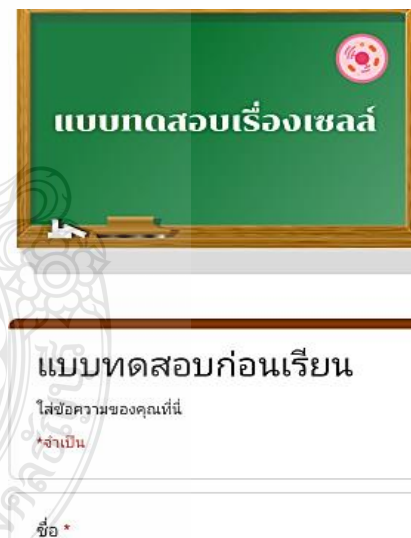 แบบทดสอบเรื่องเซลล์
แบบทดสอบก่อนเรียน
ใส่ข้อความของคุณที่นี่
*จำเป็น
ชื่อ *